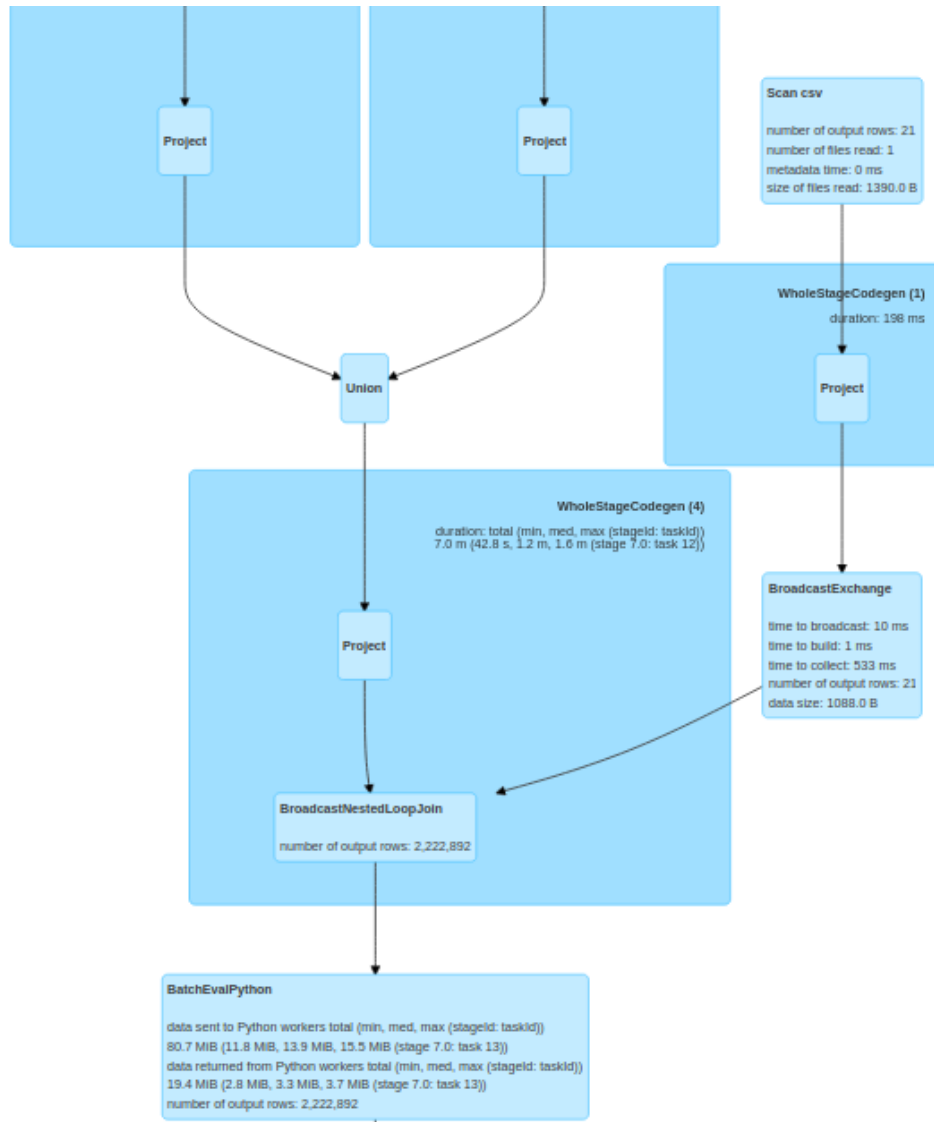 Project
Project
Scan csv
number of output rows: 21
number of files read: 1
metadata time: 0 ms
size of files read: 1390.0 B
WholeStageCodegen (1)
duration: 198 ms
Project
Union
WholeStageCodegen (4)
duration: total (min, med, max (stageId: taskId))
7.0 m (42.8 s, 1.2 m, 1.6 m (stage 7.0: task 12))
Project
BroadcastExchange
time to broadcast: 10 ms
time to build: 1 ms
time to collect: 533 ms
number of output rows: 21
data size: 1088.0 B
BroadcastNestedLoopJoin
number of output rows: 2,222,892
BatchEvalPython
data sent to Python workers total (min, med, max (stageId: taskId))
80.7 MiB (11.8 MiB, 13.9 MiB, 15.5 MiB (stage 7.0: task 13))
data returned from Python workers total (min, med, max (stageId: taskId))
19.4 MiB (2.8 MiB, 3.3 MiB, 3.7 MiB (stage 7.0: task 13))
number of output rows: 2,222,892